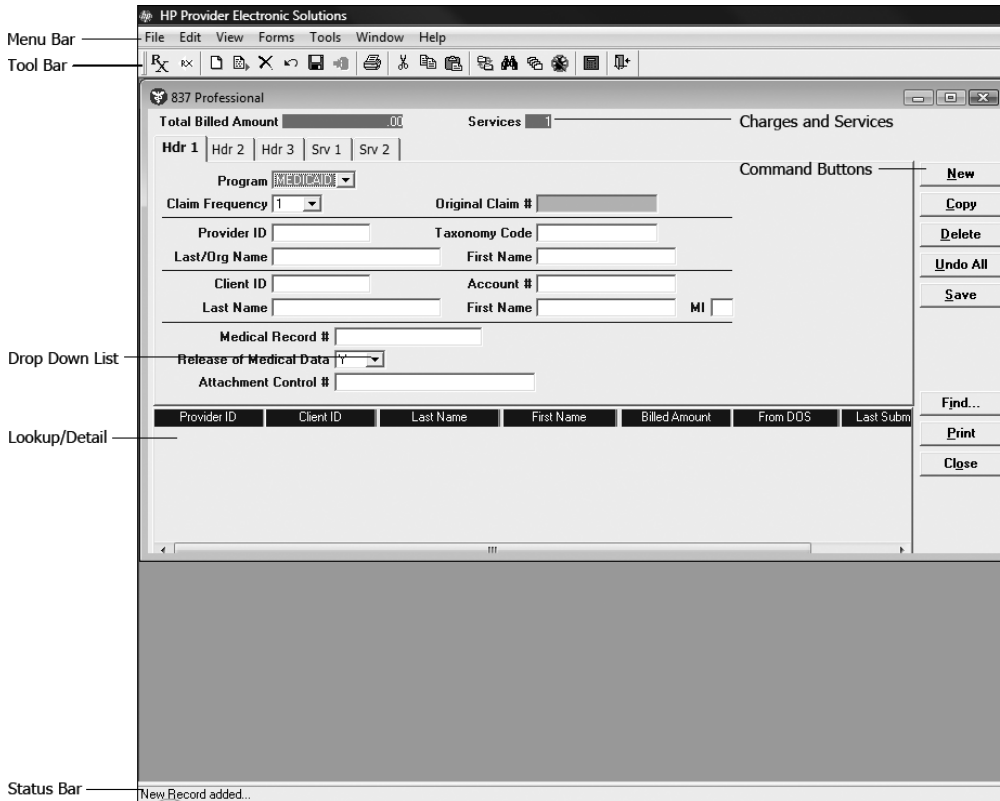 HP Provider Electronic Solutions
Menu Bar
File Edit View Forms Tools Window Help
Tool Bar
Rx Rx
837 Professional
Total Billed Amount .00 Services 1
Charges and Services
Hdr 1 Hdr 2 Hdr 3 Srv 1 Srv 2
Command Buttons
New
Program MEDICAID
Claim Frequency 1 Original Claim #
Copy
Provider ID Taxonomy Code
Delete
Last/Org Name First Name
Undo All
Client ID Account #
Save
Last Name First Name MI
Medical Record #
Drop Down List
Release of Medical Data Y
Attachment Control #
Find...
Provider ID Client ID Last Name First Name Billed Amount From DOS Last Subm
Print
Lookup/Detail
Close
Status Bar
New Record added...